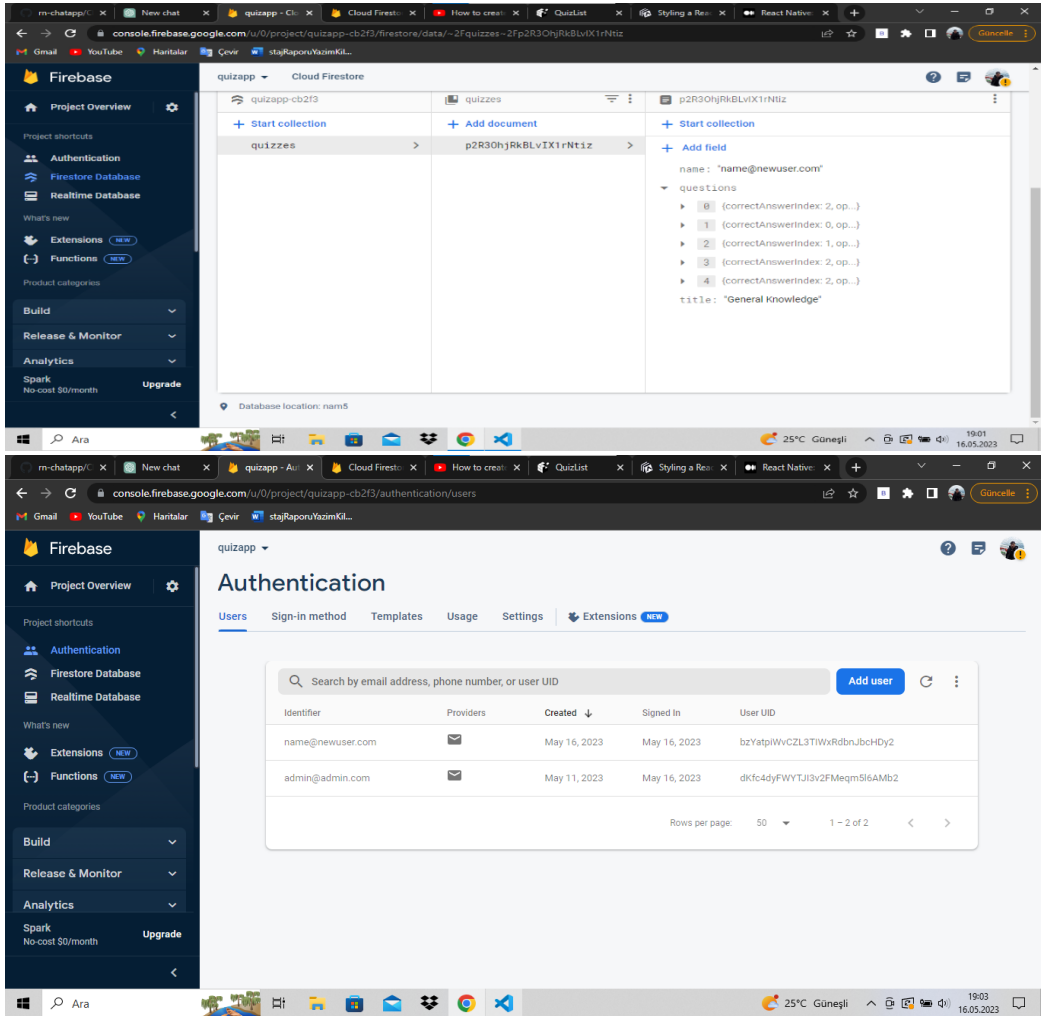 rn-chatapp/C
New chat
quizapp - Clo
Cloud Firesto
How to create
QuizList
Styling a Reac
React Native:
console.firebase.google.com/u/0/project/quizapp-cb2f3/firestore/data/~2Fquizzes~2Fp2R3OhjRkBLvIX1rNtiz
Güncelle
Gmail YouTube Haritalar Çevir stajRaporuYazimKil...
Firebase
Project Overview
Project shortcuts
Authentication
Firestore Database
Realtime Database
What's new
Extensions NEW
Functions NEW
Product categories
Build
Release & Monitor
Analytics
Spark
No-cost $0/month
Upgrade
quizapp Cloud Firestore
quizapp-cb2f3
+ Start collection
quizzes
quizzes
+ Add document
p2R3OhjRkBLvIX1rNtiz
p2R3OhjRkBLvIX1rNtiz
+ Start collection
+ Add field
name: "name@newuser.com"
questions
0 {correctAnswerIndex: 2, op...}
1 {correctAnswerIndex: 0, op...}
2 {correctAnswerIndex: 1, op...}
3 {correctAnswerIndex: 2, op...}
4 {correctAnswerIndex: 2, op...}
title: "General Knowledge"
Database location: nam5
Ara
25°C Güneşli
19:01
16.05.2023
rn-chatapp/C
New chat
quizapp - Aut
Cloud Firesto
How to create
QuizList
Styling a Reac
React Native:
console.firebase.google.com/u/0/project/quizapp-cb2f3/authentication/users
Güncelle
Gmail YouTube Haritalar Çevir stajRaporuYazimKil...
Firebase
Project Overview
Project shortcuts
Authentication
Firestore Database
Realtime Database
What's new
Extensions NEW
Functions NEW
Product categories
Build
Release & Monitor
Analytics
Spark
No-cost $0/month
Upgrade
quizapp
Authentication
Users Sign-in method Templates Usage Settings Extensions NEW
Search by email address, phone number, or user UID
Add user
Identifier Providers Created Signed In User UID
name@newuser.com May 16, 2023 May 16, 2023 bzYatpiWvCZL3TlWxRdbnJbcHDy2
admin@admin.com May 11, 2023 May 16, 2023 dKfc4dyFWYTJI3v2FMeqm5l6AMb2
Rows per page: 50 1 – 2 of 2
Ara
25°C Güneşli
19:03
16.05.2023